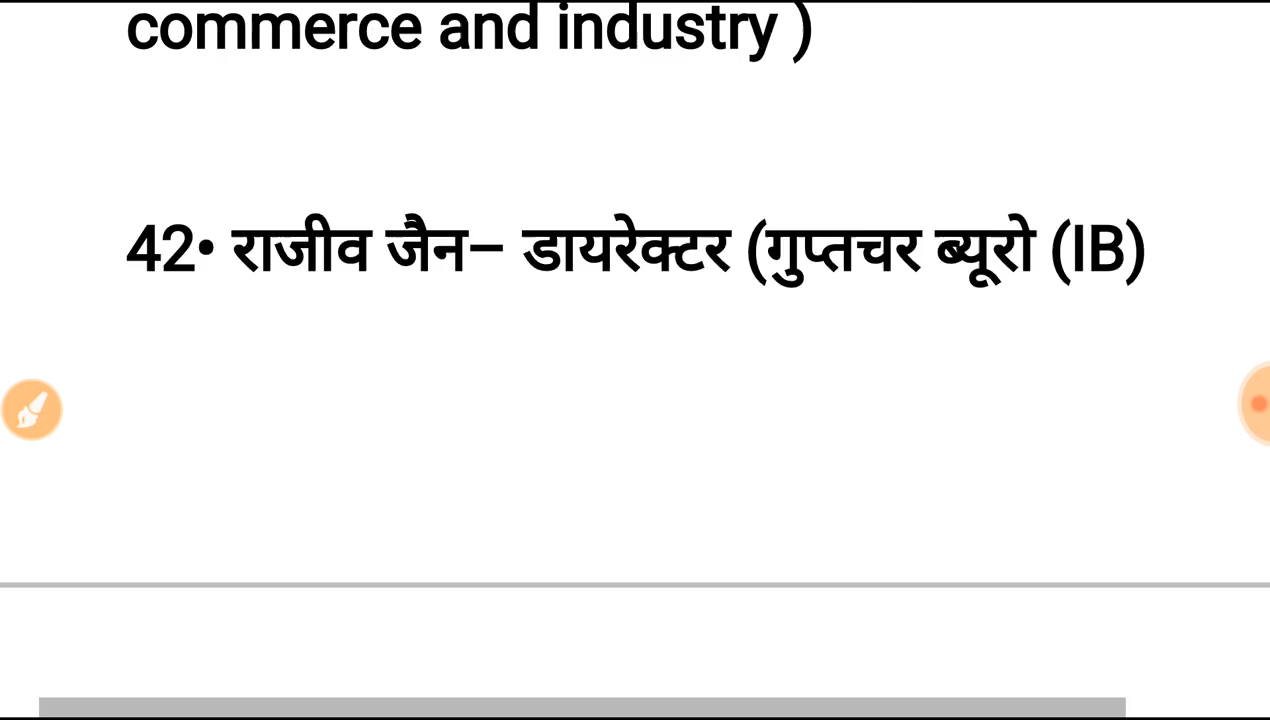 commerce and industry )
42• राजीव जैन– डायरेक्टर (गुप्तचर ब्यूरो (IB)